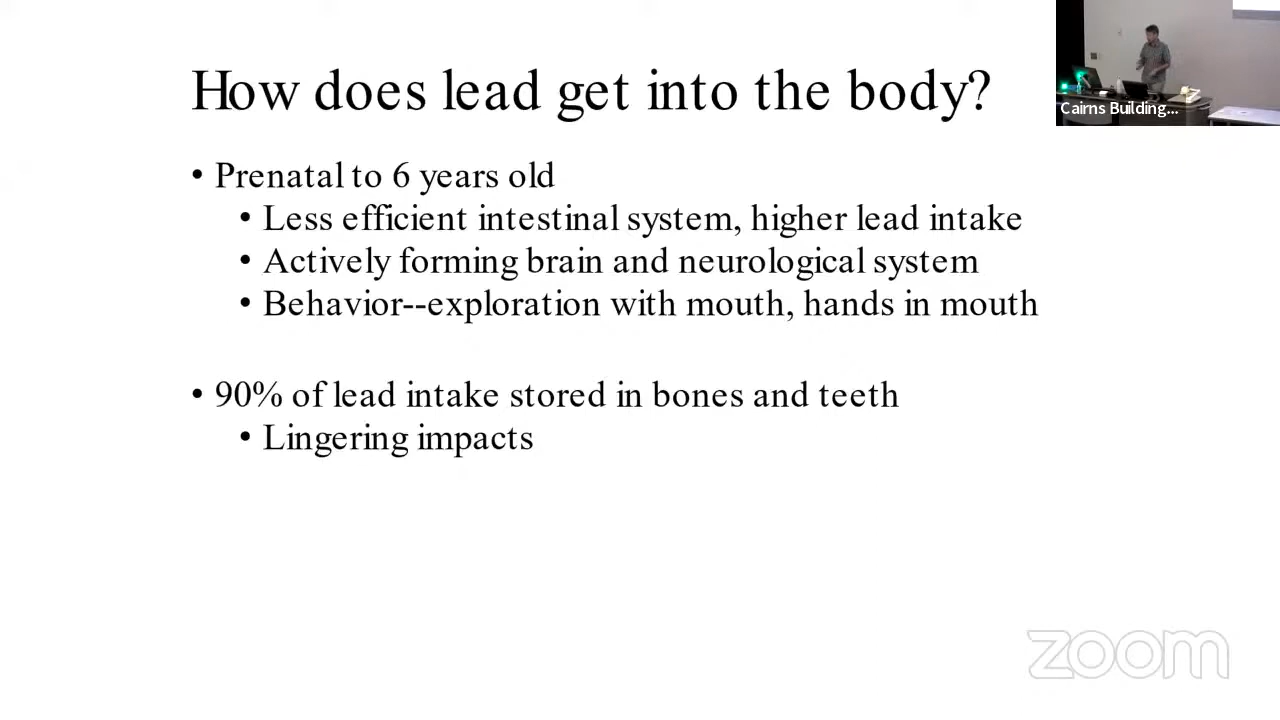 How does lead get into the body?
• Prenatal to 6 years old
• Less efficient intestinal system, higher lead intake
• Actively forming brain and neurological system
• Behavior--exploration with mouth, hands in mouth
• 90% of lead intake stored in bones and teeth
• Lingering impacts
Cairns Building...
zoom